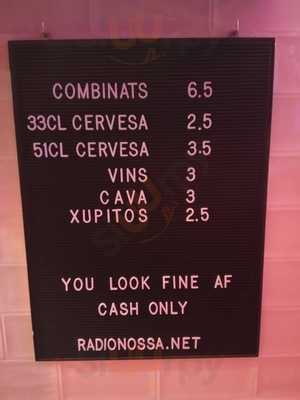 COMBINATS 6.5
33CL CERVESA 2.5
51CL CERVESA 3.5
VINS 3
CAVA 3
XUPITOS 2.5
YOU LOOK FINE AF
CASH ONLY
RADIONOSSA.NET